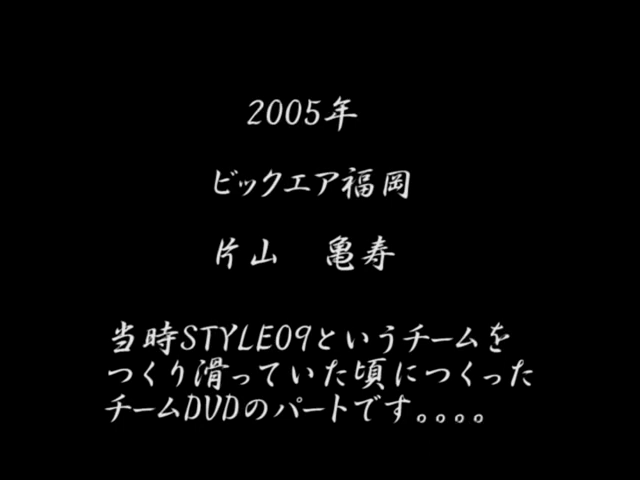 2005年
ビックエア福岡
片山　亀寿
当時STYLE09というチームを
つくり滑っていた頃につくった
チームDVDのパートです。。。。